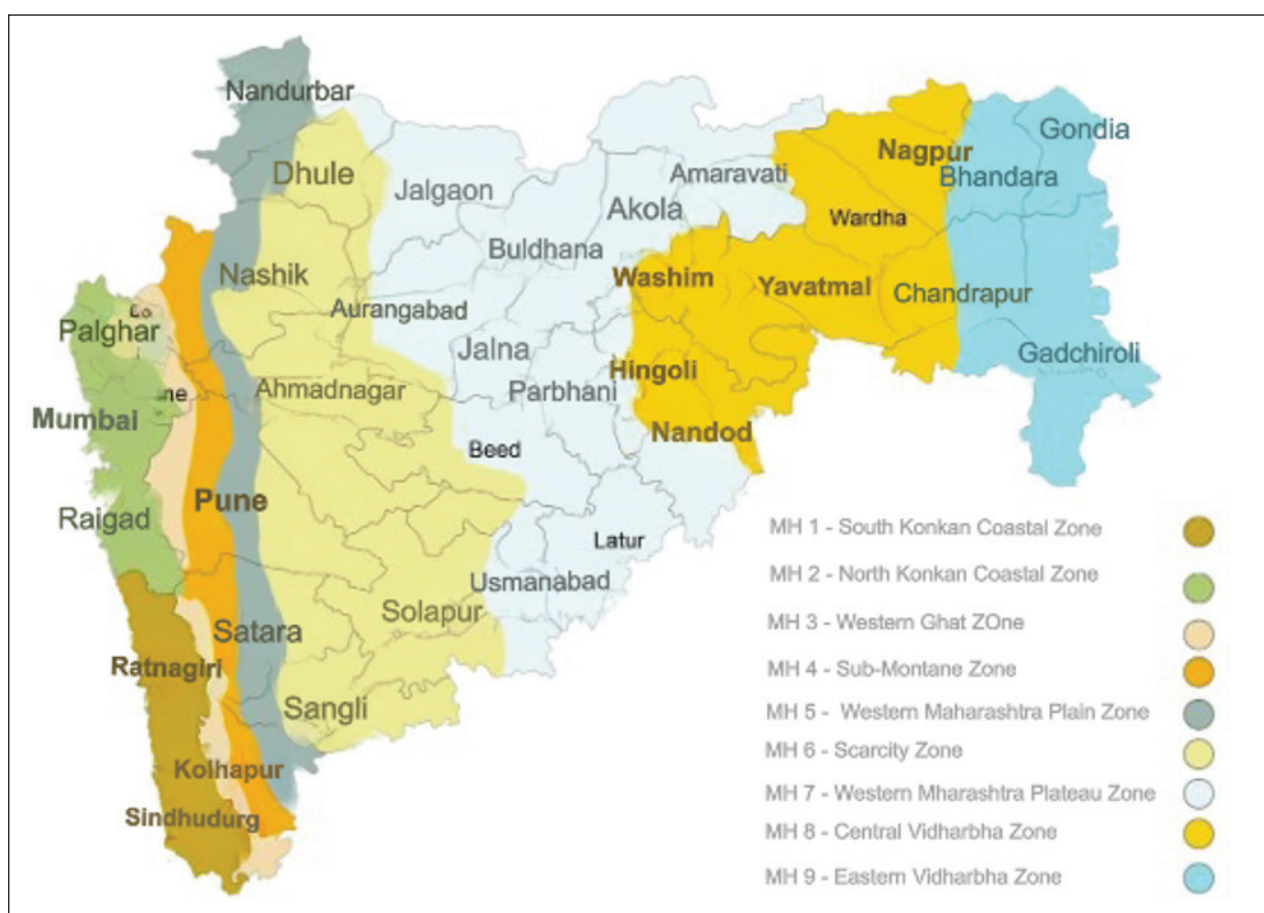 Nandurbar
Gondia
Nagpur
Dhule
Bhandara
Amaravati
Jalgaon
Akola
Wardha
Buldhana
Nashik
Washim
Yavatmal
Chandrapur
Aurangabad
Palghar
Jalna
Gadchiroli
Hingoli
Ahmadnagar
Parbhani
ne
Mumbai
Nandod
Beed
Pune
Raigad
Latur
Usmanabad
Solapur
Satara
Ratnagiri
Sangli
Kolhapur
Sindhudurg
MH 1 - South Konkan Coastal Zone
MH 2 - North Konkan Coastal Zone
MH 3 - Western Ghat ZOne
MH 4 - Sub-Montane Zone
MH 5 - Western Maharashtra Plain Zone
MH 6 - Scarcity Zone
MH 7 - Western Mharashtra Plateau Zone
MH 8 - Central Vidharbha Zone
MH 9 - Eastern Vidharbha Zone